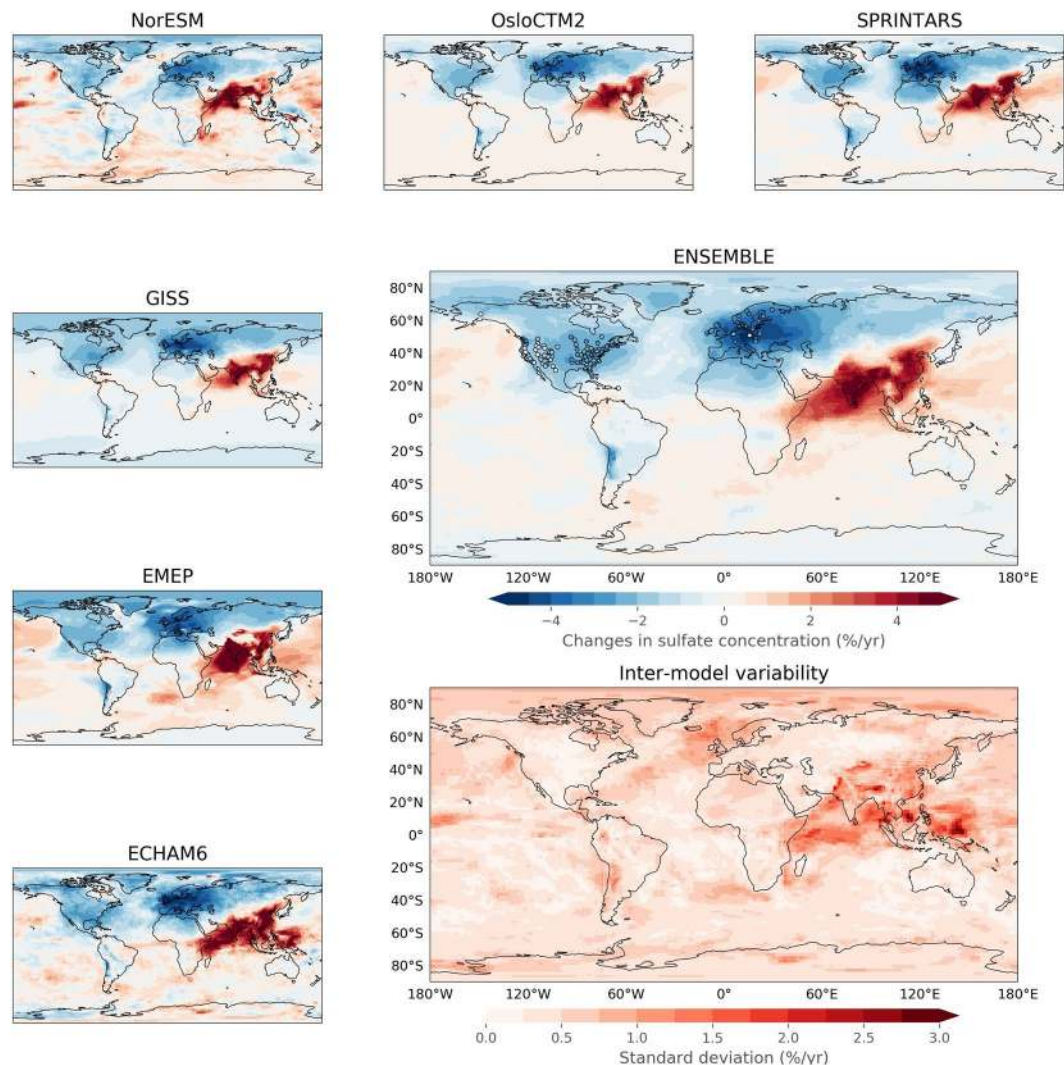 NorESM
OsloCTM2
SPRINTARS
GISS
ENSEMBLE
80°N
60°N
40°N
20°N
0°
20°S
40°S
60°S
80°S
180°W 120°W 60°W 0° 60°E 120°E 180°E
−4 −2 0 2 4
Changes in sulfate concentration (%/yr)
EMEP
Inter-model variability
80°N
60°N
40°N
20°N
0°
20°S
40°S
60°S
80°S
180°W 120°W 60°W 0° 60°E 120°E 180°E
0.0 0.5 1.0 1.5 2.0 2.5 3.0
Standard deviation (%/yr)
ECHAM6